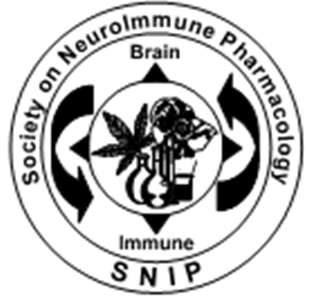 Society on NeuroImmune Pharmacology
Brain
Immune
SNIP